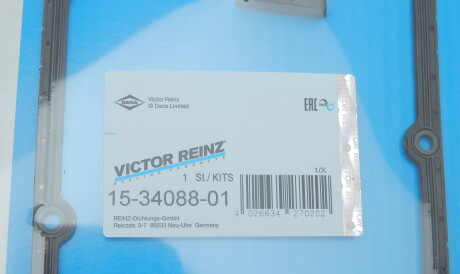 DANA
Victor Reinz
® Dana Limited
EAC
VICTOR REINZ
1 St./ KITS
1/X
15-34088-01
4 026634 270202
REINZ-Dichtungs-GmbH
Reinzstr. 3-7 89233 Neu-Ulm Germany